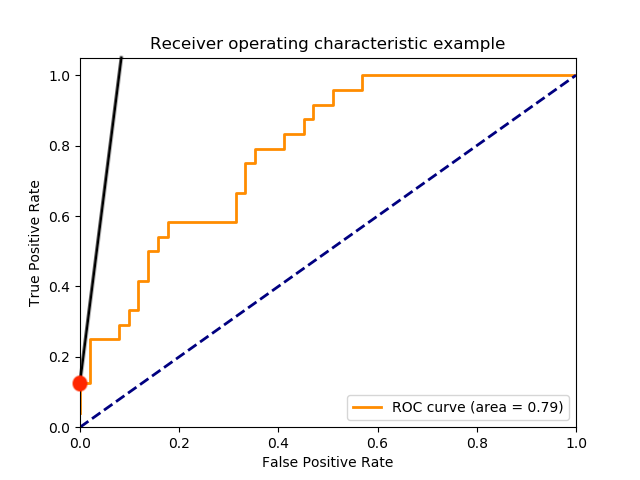 Receiver operating characteristic example
True Positive Rate
1.0
0.8
0.6
0.4
0.2
0.0
0.0 0.2 0.4 0.6 0.8 1.0
False Positive Rate
ROC curve (area = 0.79)